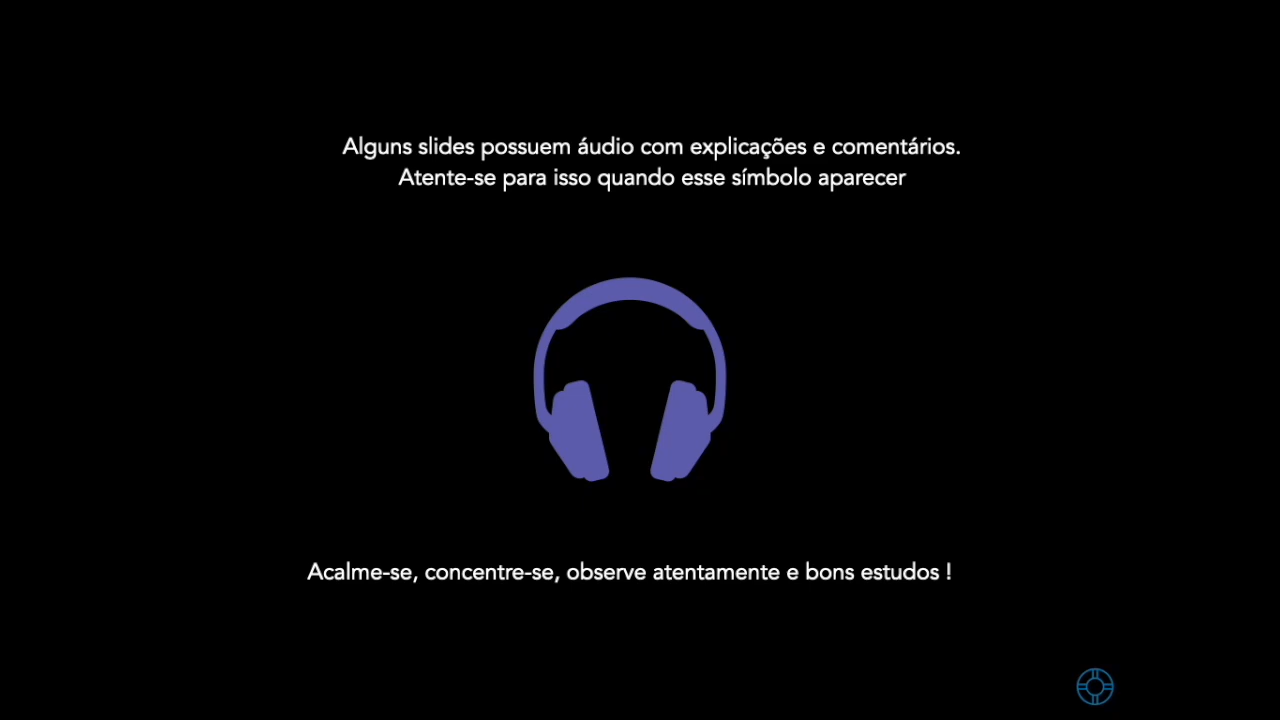 Alguns slides possuem áudio com explicações e comentários.
Atente-se para isso quando esse símbolo aparecer
Acalme-se, concentre-se, observe atentamente e bons estudos !